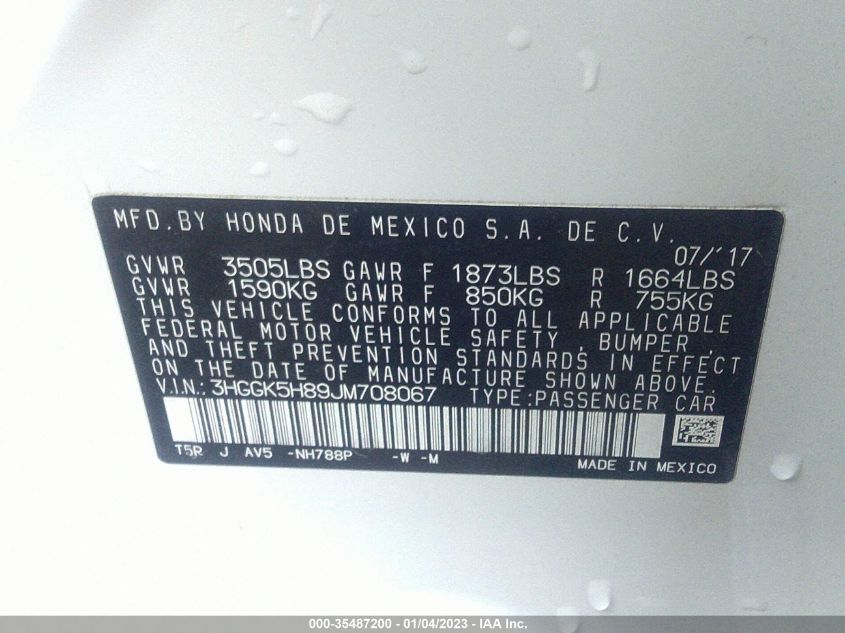 MFD.BY HONDA DE MEXICO S.A. DE C.V.
07/'17
GVWR 3505LBS GAWR F 1873LBS R 1664LBS
GVWR 1590KG GAWR F 850KG R 755KG
THIS VEHICLE CONFORMS TO ALL APPLICABLE
FEDERAL MOTOR VEHICLE SAFETY, BUMPER,
AND THEFT PREVENTION STANDARDS IN EFFECT
ON THE DATE OF MANUFACTURE SHOWN ABOVE.
V.I.N.: 3HGGK5H89JM708067 TYPE:PASSENGER CAR
T5R J AV5 -NH788P -W -M
MADE IN MEXICO
000-35487200 - 01/04/2023 - IAA Inc.